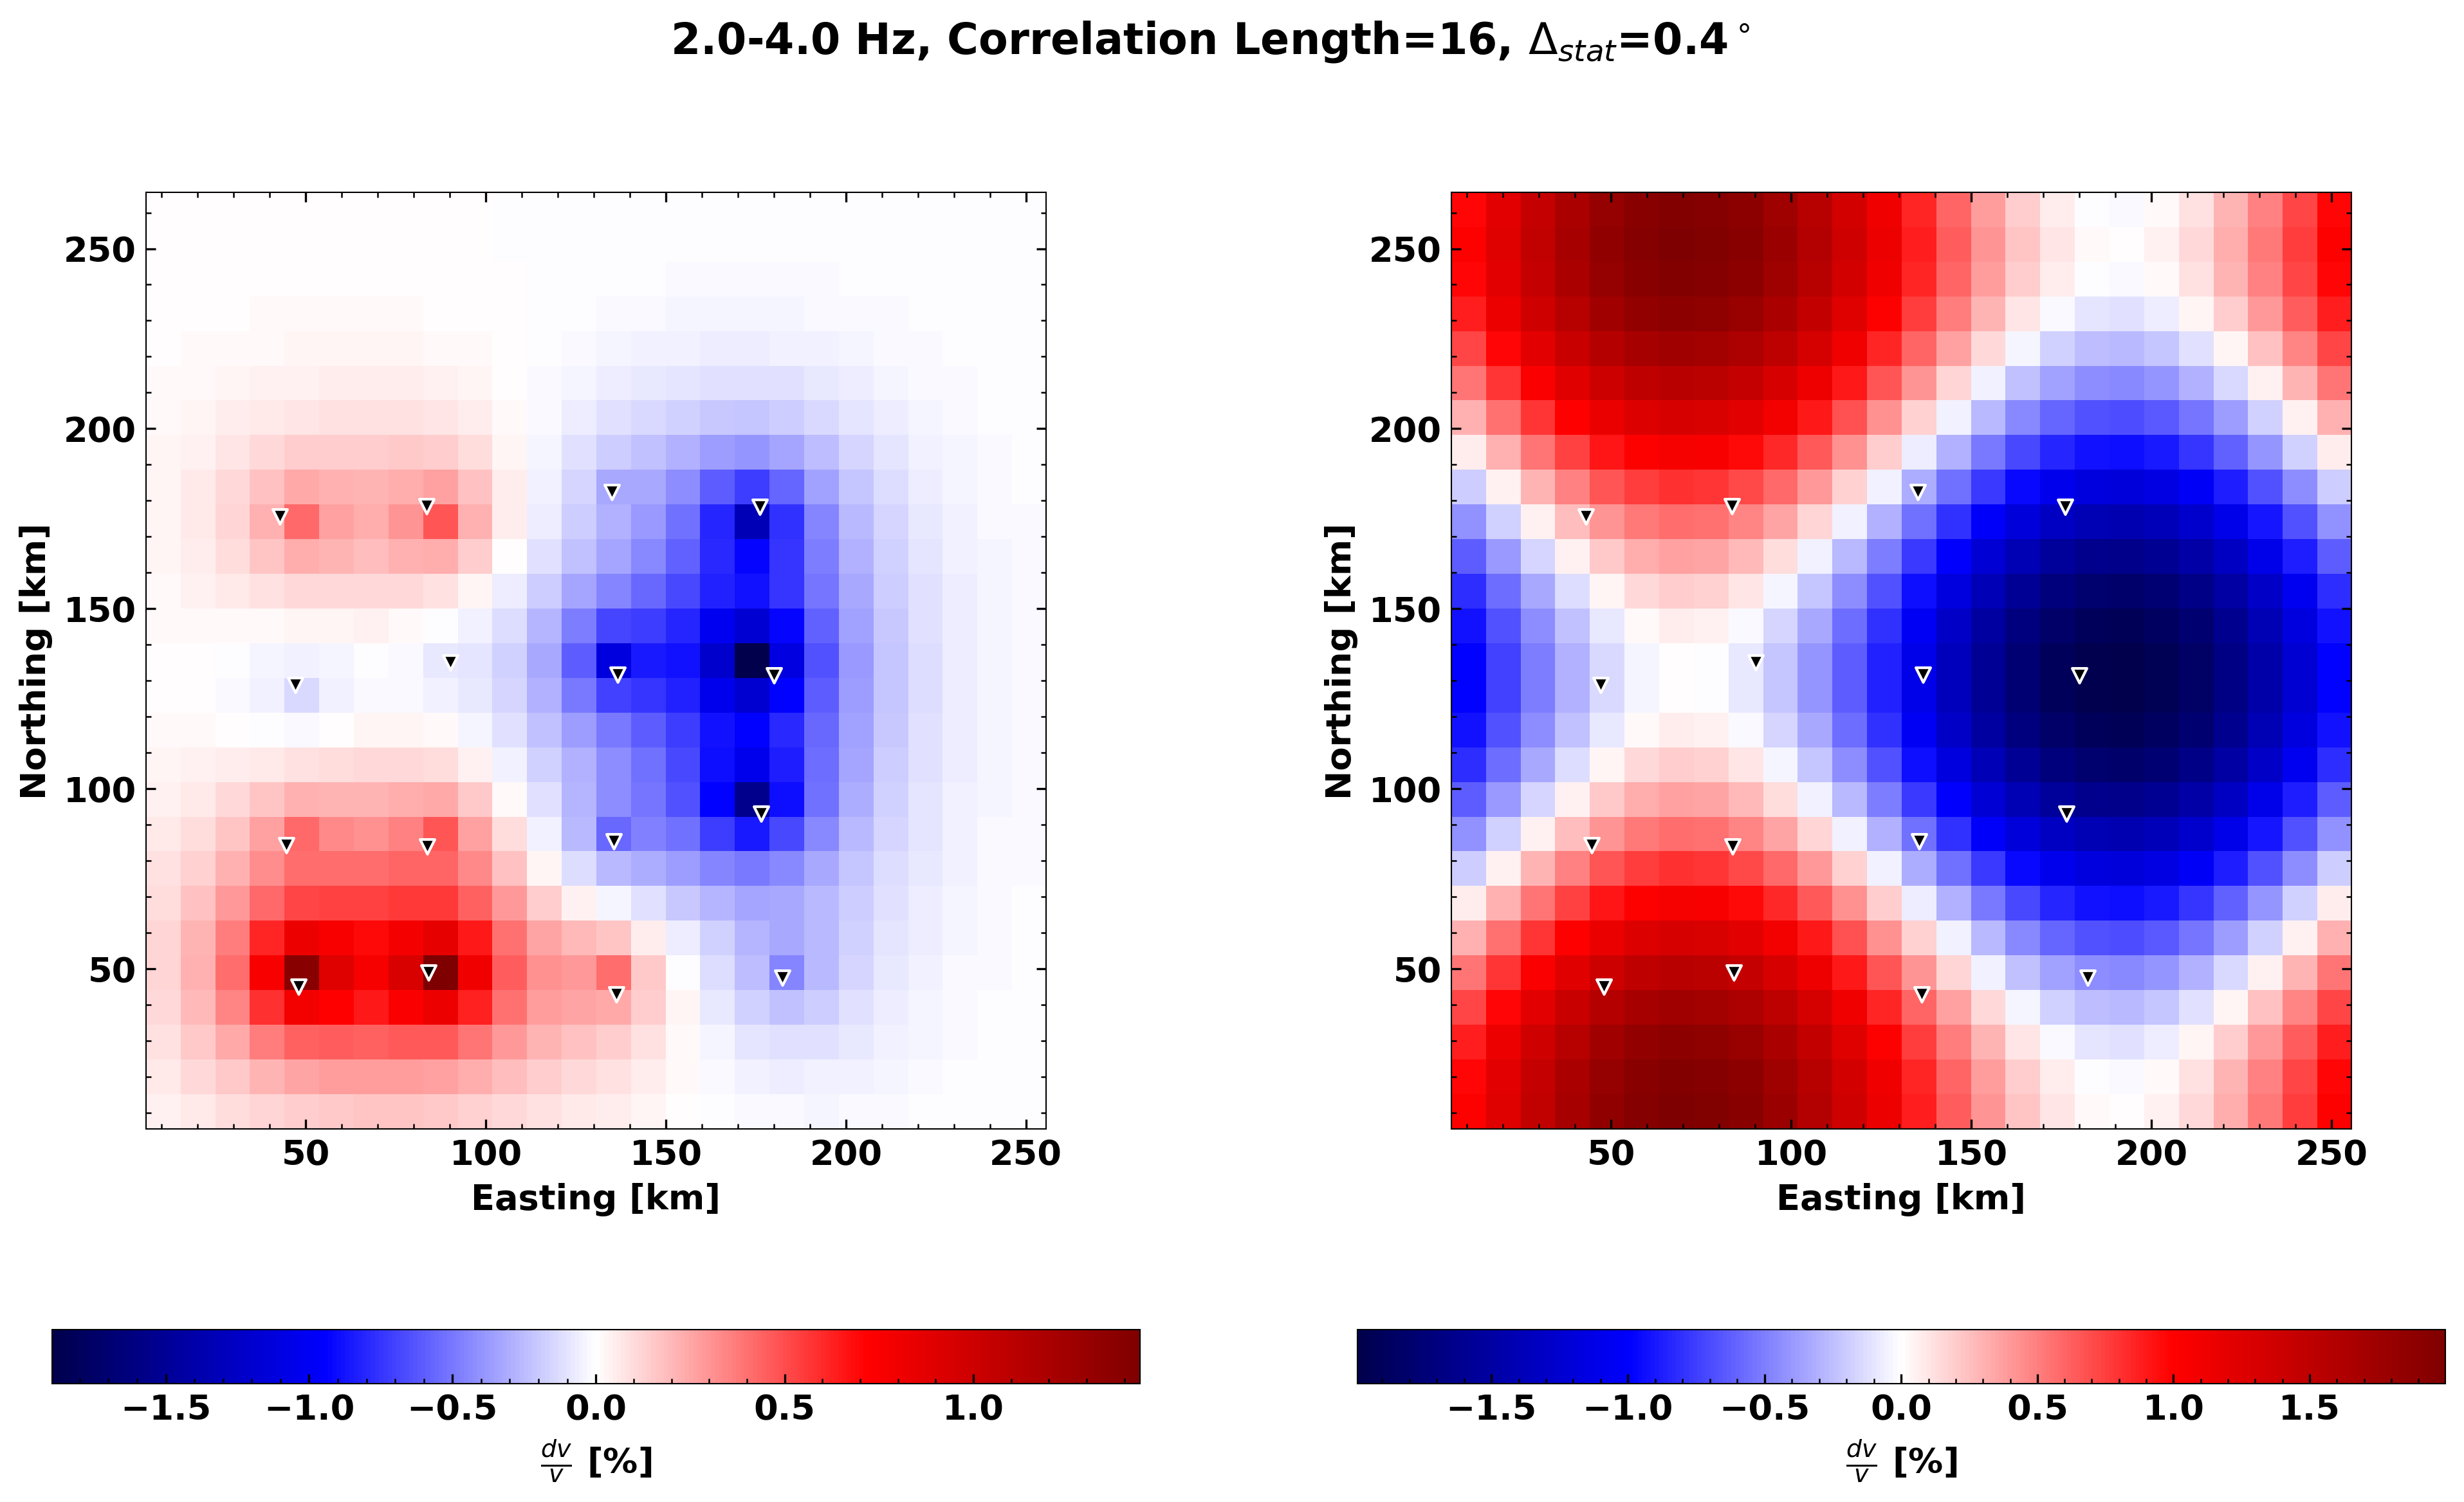 2.0-4.0 Hz, Correlation Length=16, Δstat=0.4°
250
200
150
100
50
Northing [km]
50 100 150 200 250
Easting [km]
−1.5 −1.0 −0.5 0.0 0.5 1.0
dv/v [%]
250
200
150
100
50
Northing [km]
50 100 150 200 250
Easting [km]
−1.5 −1.0 −0.5 0.0 0.5 1.0 1.5
dv/v [%]